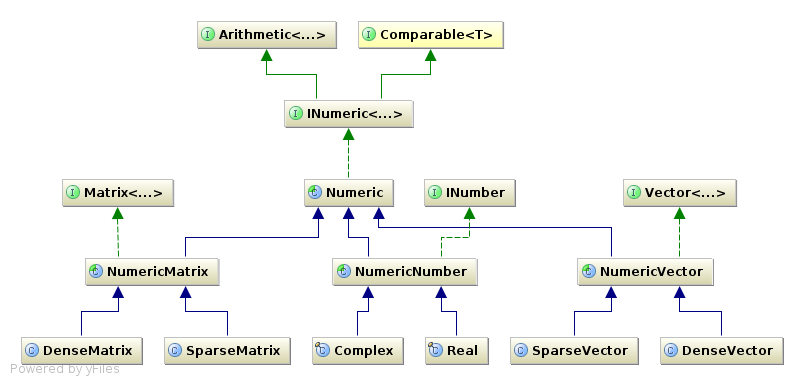 Arithmetic<...>
Comparable<T>
INumeric<...>
Matrix<...>
Numeric
INumber
Vector<...>
NumericMatrix
NumericNumber
NumericVector
DenseMatrix
SparseMatrix
Complex
Real
SparseVector
DenseVector
Powered by yFiles